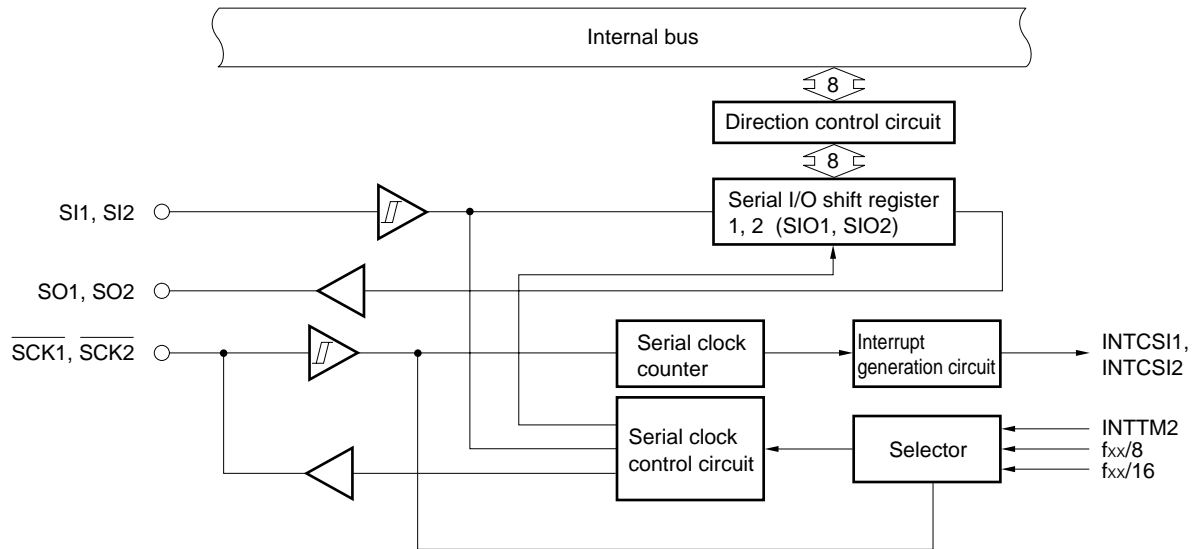 Internal bus
8
Direction control circuit
8
SI1, SI2
Serial I/O shift register
1, 2 (SIO1, SIO2)
SO1, SO2
SCK1, SCK2
Serial clock
counter
Interrupt
generation circuit
INTCSI1,
INTCSI2
Serial clock
control circuit
Selector
INTTM2
fxx/8
fxx/16